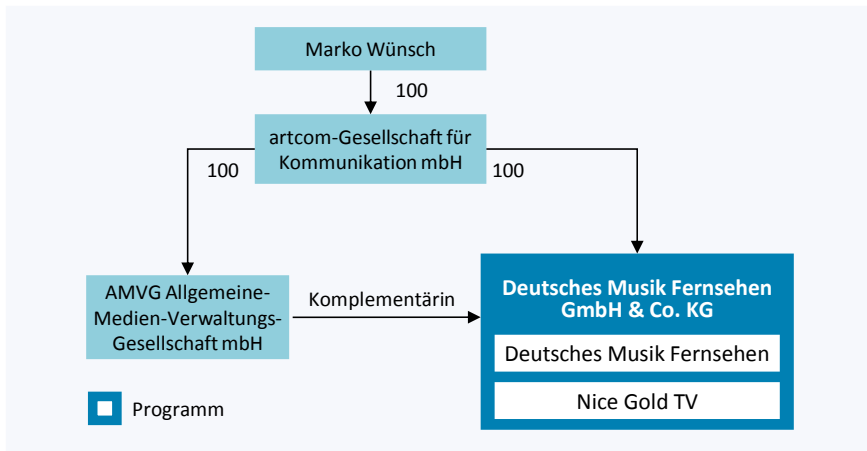 Marko Wünsch
100
artcom-Gesellschaft für
Kommunikation mbH
100
100
AMVG Allgemeine-
Medien-Verwaltungs-
Gesellschaft mbH
Komplementärin
Deutsches Musik Fernsehen
GmbH & Co. KG
Deutsches Musik Fernsehen
Nice Gold TV
Programm